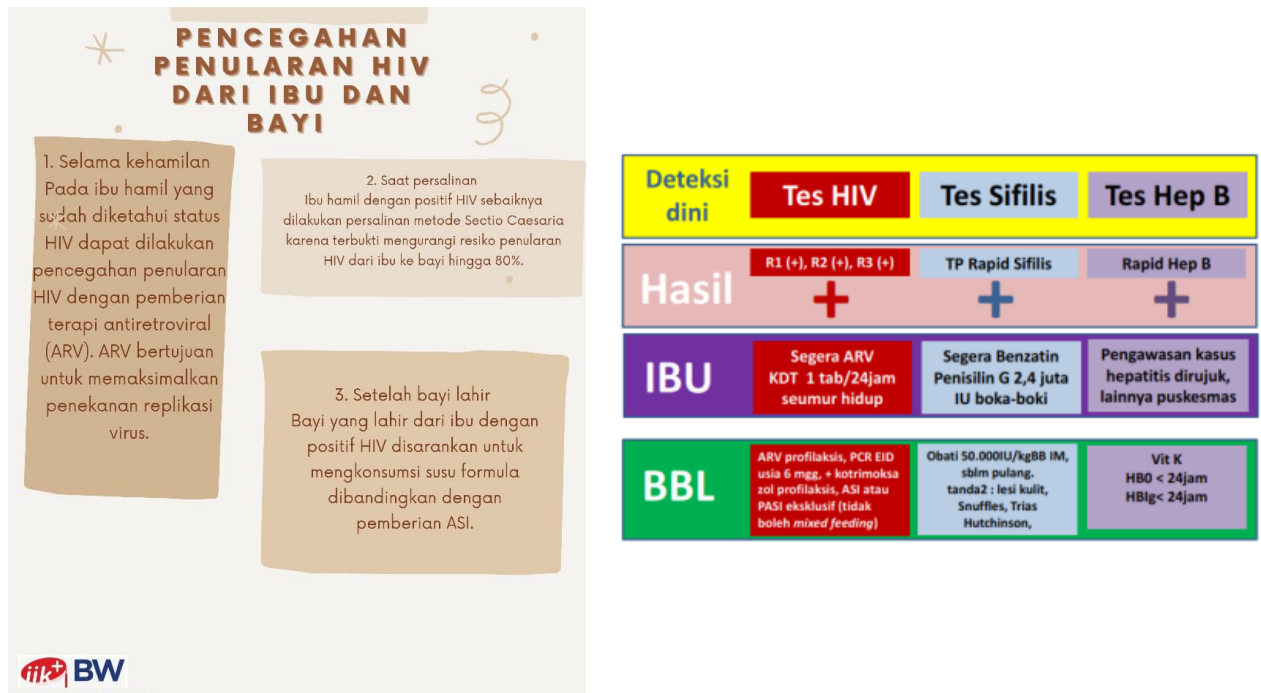 PENCEGAHAN
PENULARAN HIV
DARI IBU DAN
BAYI
1. Selama kehamilan
Pada ibu hamil yang
sudah diketahui status
HIV dapat dilakukan
pencegahan penularan
HIV dengan pemberian
terapi antiretroviral
(ARV). ARV bertujuan
untuk memaksimalkan
penekanan replikasi
virus.
2. Saat persalinan
Ibu hamil dengan positif HIV sebaiknya
dilakukan persalinan metode Sectio Caesaria
karena terbukti mengurangi resiko penularan
HIV dari ibu ke bayi hingga 80%.
3. Setelah bayi lahir
Bayi yang lahir dari ibu dengan
positif HIV disarankan untuk
mengkonsumsi susu formula
dibandingkan dengan
pemberian ASI.
iik+ BW
Deteksi
dini
Tes HIV
Tes Sifilis
Tes Hep B
Hasil
R1 (+), R2 (+), R3 (+)
+
TP Rapid Sifilis
+
Rapid Hep B
+
IBU
Segera ARV
KDT 1 tab/24jam
seumur hidup
Segera Benzatin
Penisilin G 2,4 juta
IU boka-boki
Pengawasan kasus
hepatitis dirujuk,
lainnya puskesmas
BBL
ARV profilaksis, PCR EID
usia 6 mgg, + kotrimoksa
zol profilaksis, ASI atau
PASI eksklusif (tidak
boleh mixed feeding)
Obati 50.000IU/kgBB IM,
sblm pulang.
tanda2 : lesi kulit,
Snuffles, Trias
Hutchinson,
Vit K
HB0 < 24jam
HBIg< 24jam